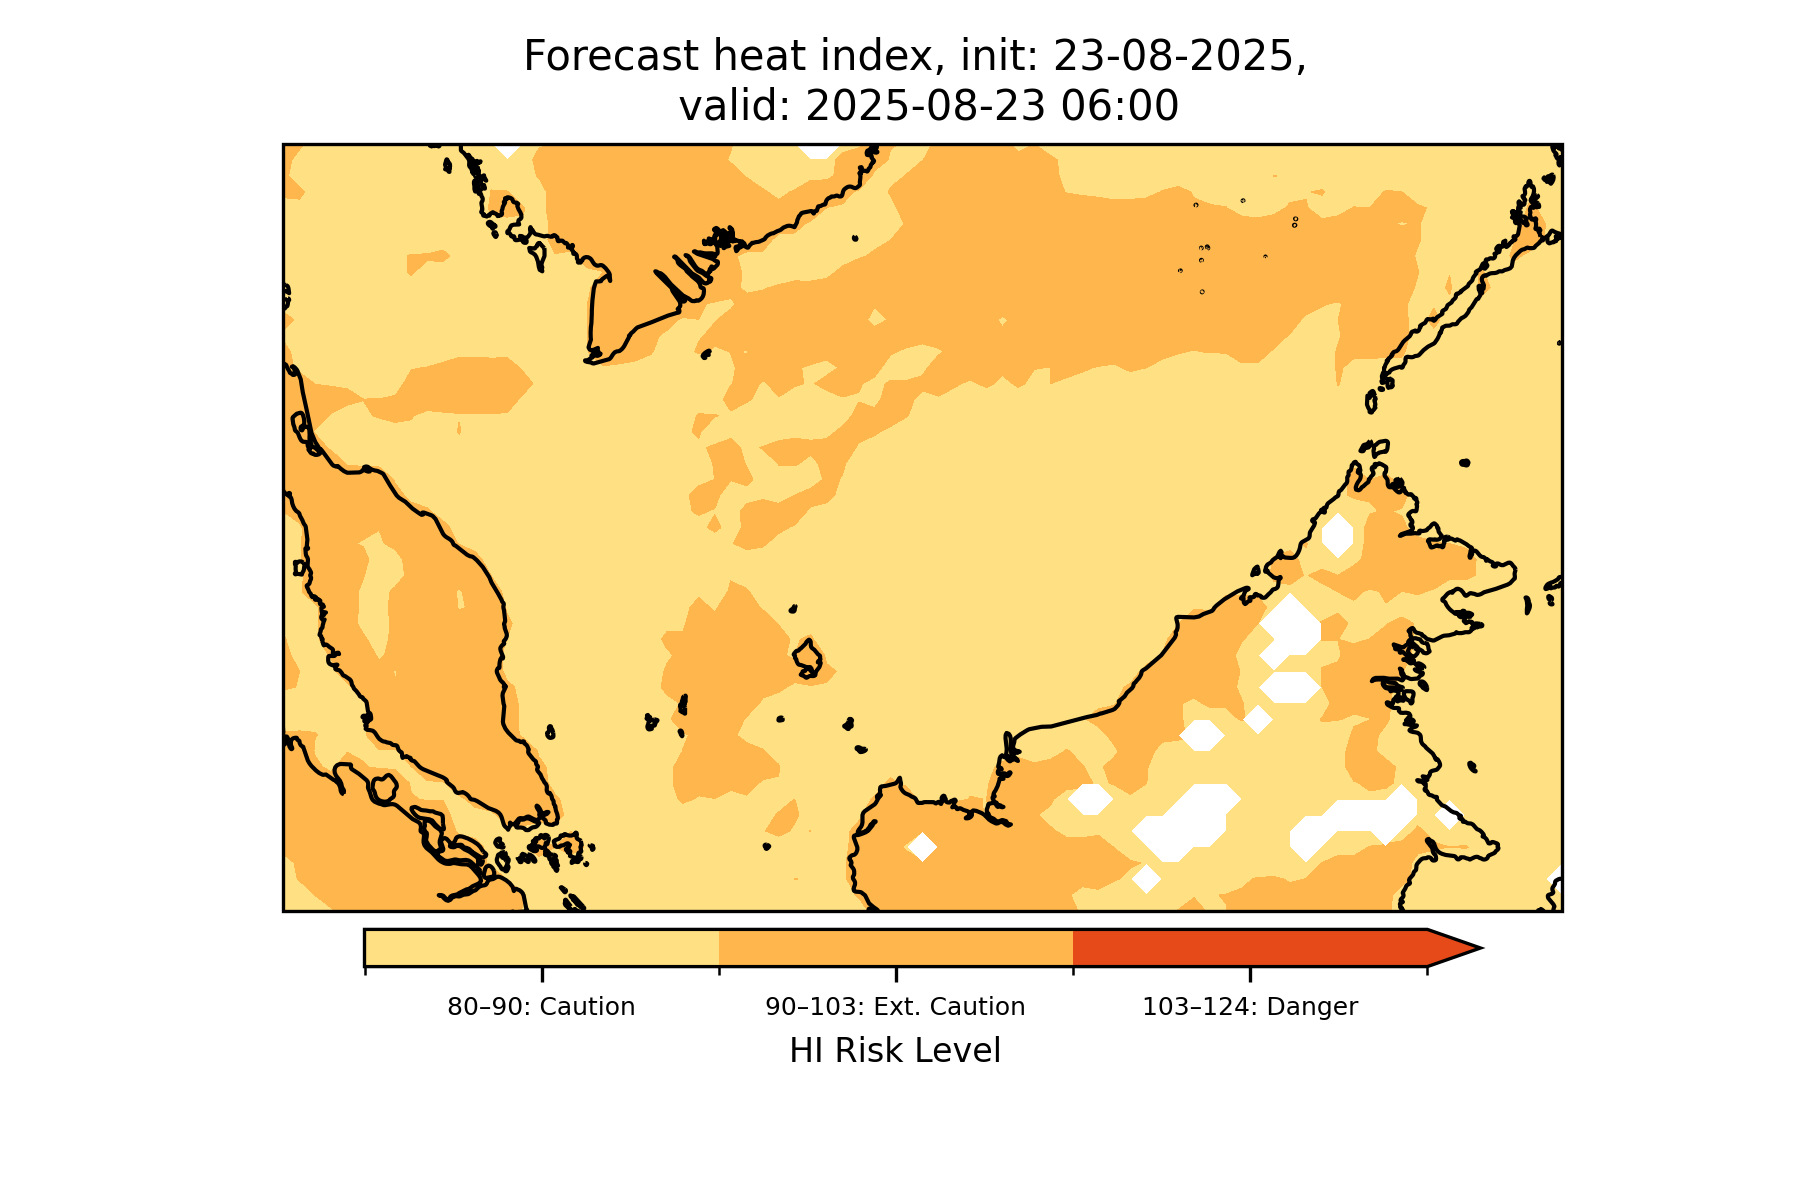 Forecast heat index, init: 23-08-2025,
valid: 2025-08-23 06:00
80–90: Caution
90–103: Ext. Caution
103–124: Danger
HI Risk Level